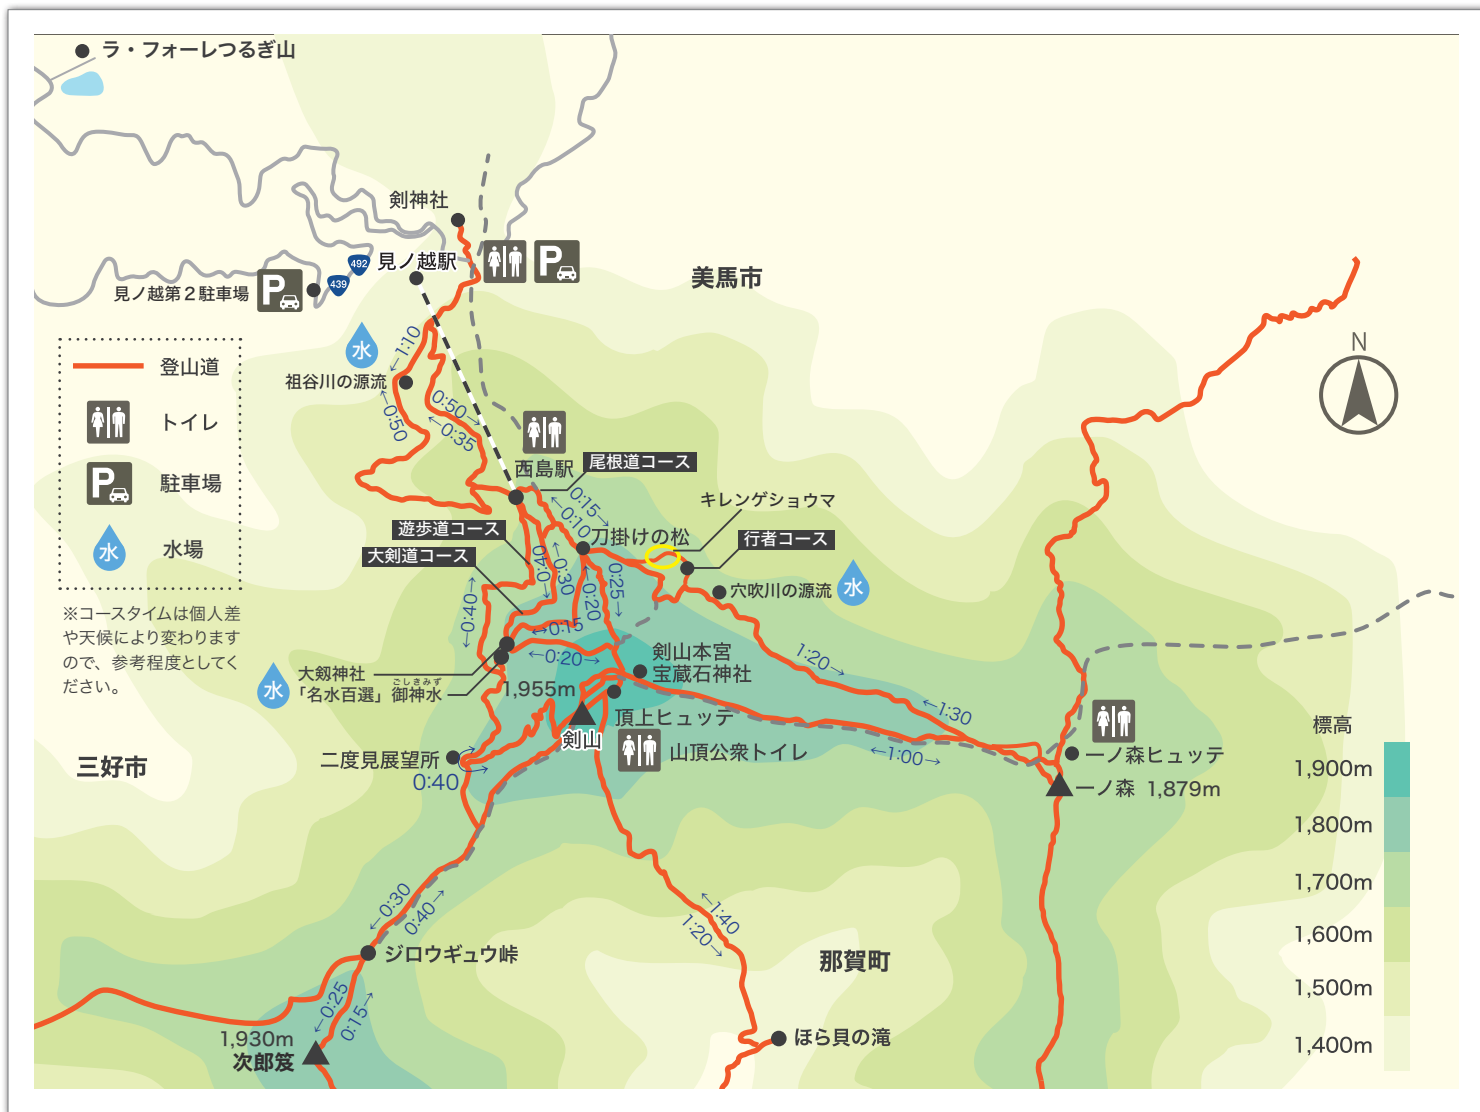 ラ・フォーレつるぎ山
剣神社
見ノ越駅
492
439
P
P
見ノ越第2駐車場
美馬市
N
登山道
トイレ
P
駐車場
水
水場
※コースタイムは個人差
や天候により変わります
ので、参考程度としてく
ださい。
水
←1:10
祖谷川の源流
←0:50
0:50→
←0:35
西島駅
尾根道コース
0:15→
←0:10
キレンゲショウマ
遊歩道コース
刀掛けの松
行者コース
大剣道コース
0:40→
←0:30
←0:20
0:25→
穴吹川の源流
水
←0:40→
↔0:15
←0:20→
剣山本宮
宝蔵石神社
1:20→
大剱神社
水
「名水百選」御神水
ごしきみず
1,955m
頂上ヒュッテ
剣山
←1:30
二度見展望所
0:40
山頂公衆トイレ
←1:00→
一ノ森ヒュッテ
一ノ森 1,879m
三好市
標高
1,900m
1,800m
1,700m
1,600m
1,500m
1,400m
←0:30
0:40→
←1:40
1:20→
ジロウギュウ峠
那賀町
←0:25
0:15→
1,930m
次郎笈
ほら貝の滝